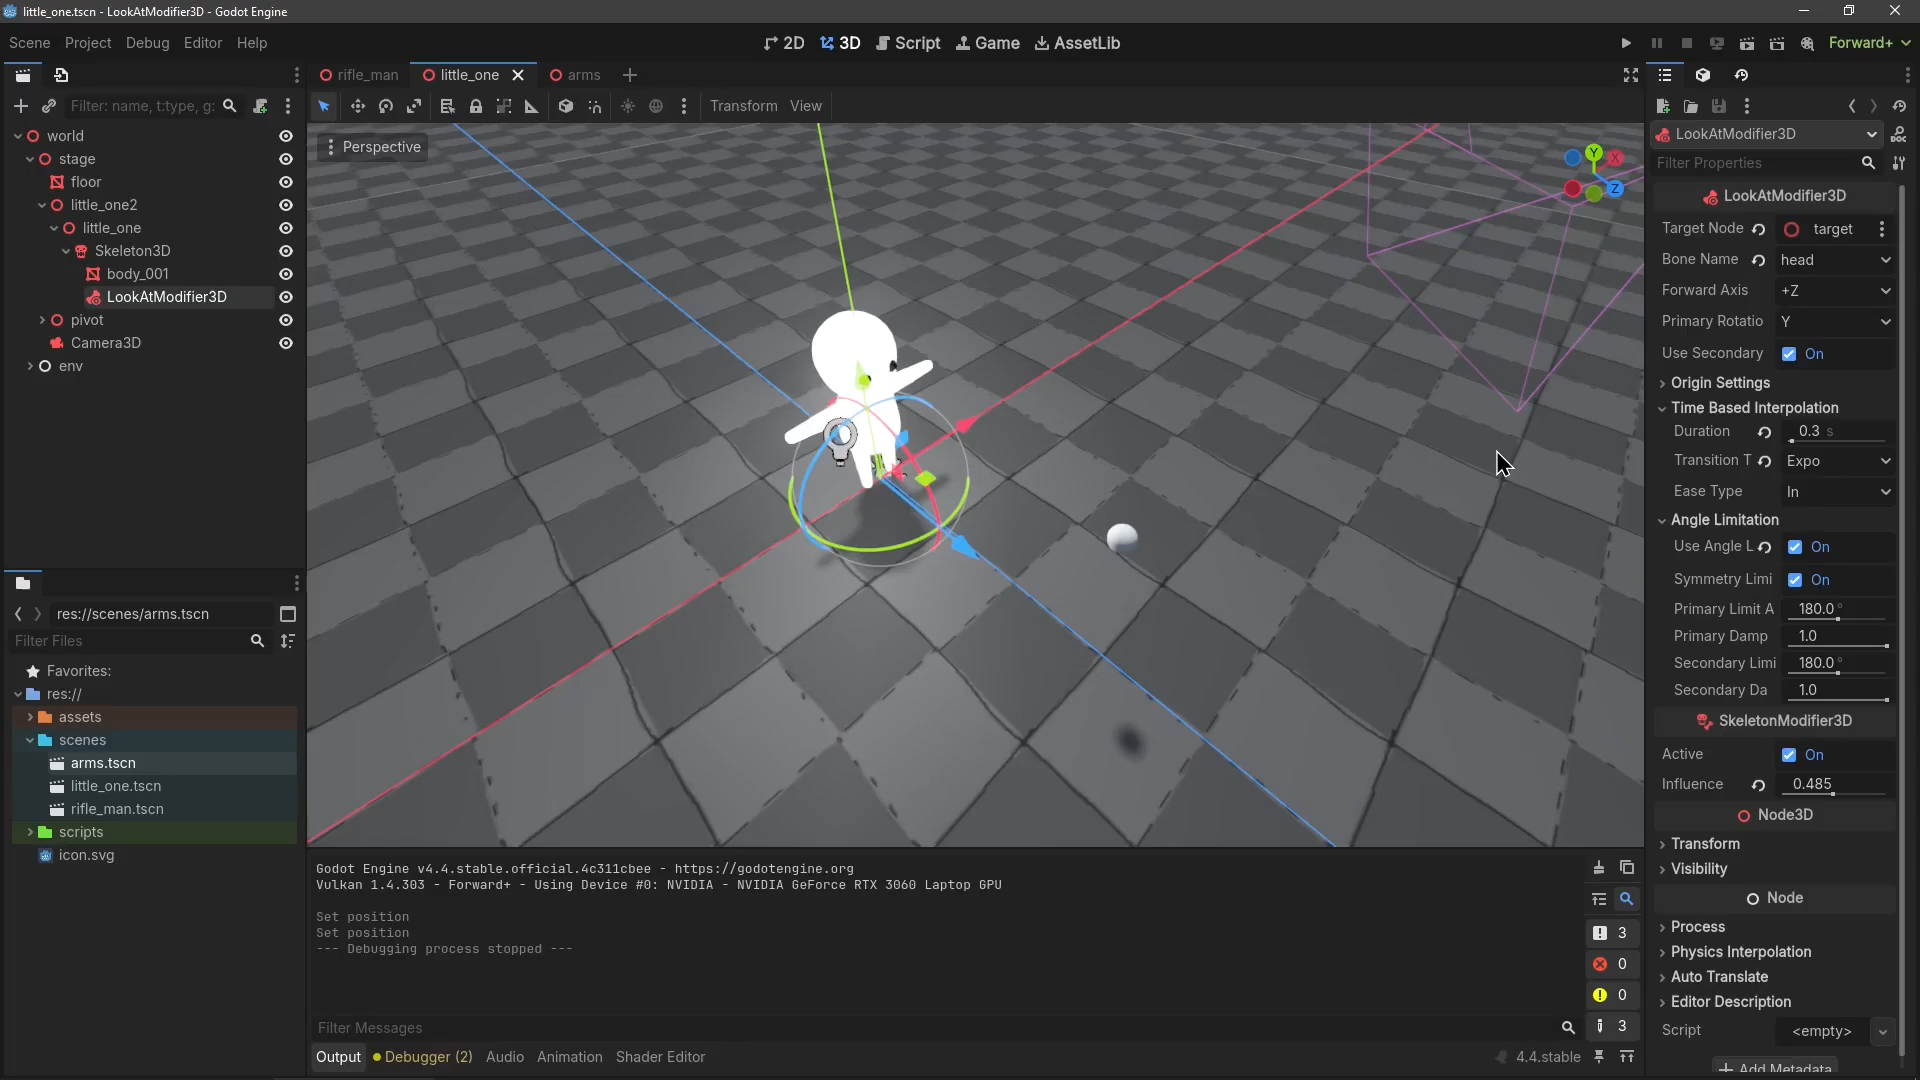 little_one.tscn - LookAtModifier3D - Godot Engine
Scene Project Debug Editor Help
2D 3D Script Game AssetLib
Forward+
rifle_man little_one arms
Filter: name, t:type, g:
Transform View
world
stage
floor
little_one2
little_one
Skeleton3D
body_001
LookAtModifier3D
pivot
Camera3D
env
res://scenes/arms.tscn
Filter Files
Favorites:
res://
assets
scenes
arms.tscn
little_one.tscn
rifle_man.tscn
scripts
icon.svg
Perspective
Y
X
Z
Godot Engine v4.4.stable.official.4c311cbee - https://godotengine.org
Vulkan 1.4.303 - Forward+ - Using Device #0: NVIDIA - NVIDIA GeForce RTX 3060 Laptop GPU
Set position
Set position
--- Debugging process stopped ---
3
0
0
3
Filter Messages
Output Debugger (2) Audio Animation Shader Editor
4.4.stable
LookAtModifier3D
Filter Properties
LookAtModifier3D
Target Node target
Bone Name head
Forward Axis +Z
Primary Rotatio Y
Use Secondary On
Origin Settings
Time Based Interpolation
Duration 0.3 s
Transition T Expo
Ease Type In
Angle Limitation
Use Angle L On
Symmetry Limi On
Primary Limit A 180.0 °
Primary Damp 1.0
Secondary Limi 180.0 °
Secondary Da 1.0
SkeletonModifier3D
Active On
Influence 0.485
Node3D
Transform
Visibility
Node
Process
Physics Interpolation
Auto Translate
Editor Description
Script <empty>
Add Metadata